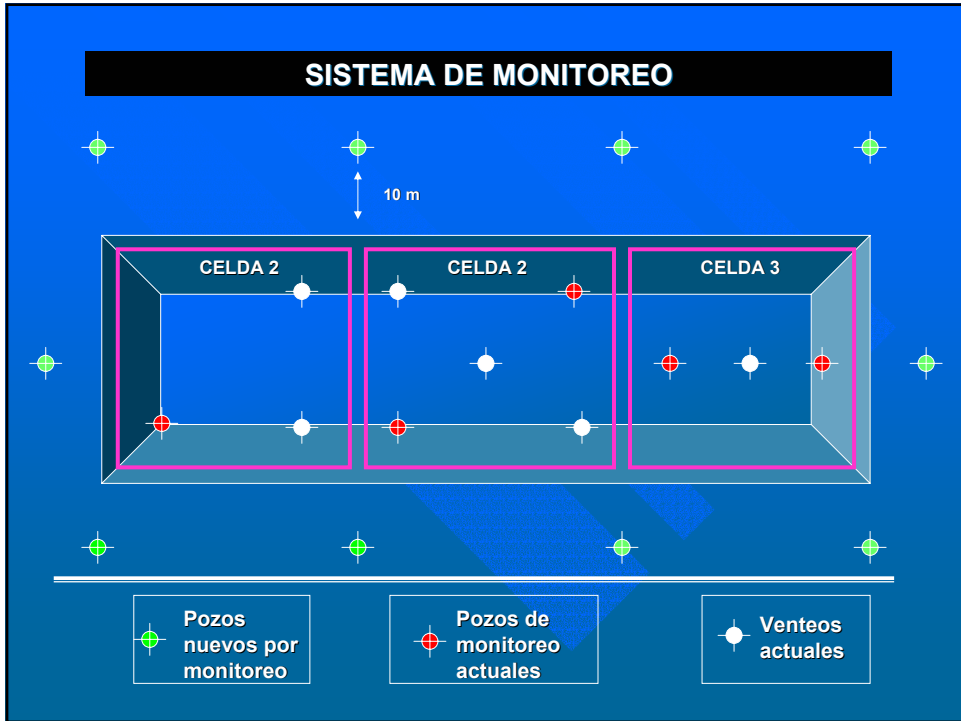 SISTEMA DE MONITOREO
10 m
CELDA 2
CELDA 2
CELDA 3
Pozos
nuevos por
monitoreo
Pozos de
monitoreo
actuales
Venteos
actuales